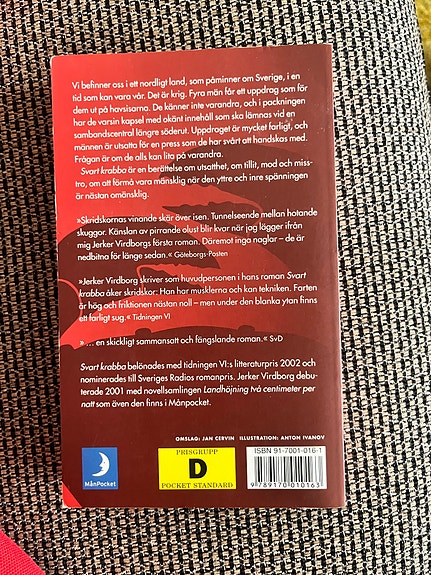 Vi befinner oss i ett nordligt land, som påminner om Sverige, i en
tid som kan vara vår. Det är krig. Fyra män får ett uppdrag som för
dem ut på havsisarna. De känner inte varandra, och i packningen
har de varsin kapsel med okänt innehåll som ska lämnas vid en
sambandscentral längre söderut. Uppdraget är mycket farligt, och
männen är utsatta för en press som de har svårt att handskas med.
Frågan är om de alls kan lita på varandra.
Svart krabba är en berättelse om utsatthet, om tillit, mod och miss-
tro, om att förmå vara mänsklig när den yttre och inre spänningen
är nästan omänsklig.
»Skridskornas vinande skär över isen. Tunnelseende mellan hotande
skuggor. Känslan av pirrande olust blir kvar när jag lägger ifrån
mig Jerker Virdborgs första roman. Däremot inga naglar – de är
nedbitna för länge sedan.« Göteborgs-Posten
»Jerker Virdborg skriver som huvudpersonen i hans roman Svart
krabba åker skridskor: Han har musklerna och kan tekniken. Farten
är hög och friktionen nästan noll – men under den blanka ytan finns
ett farligt sug.« Tidningen VI
» ... en skickligt sammansatt och fängslande roman.« SvD
Svart krabba belönades med tidningen VI:s litteraturpris 2002 och
nominerades till Sveriges Radios romanpris. Jerker Virdborg debu-
terade 2001 med novellsamlingen Landhöjning två centimeter per
natt som även den finns i Månpocket.
OMSLAG: JAN CERVIN ILLUSTRATION: ANTON IVANOV
MånPocket
PRISGRUPP
D
POCKET STANDARD
ISBN 91-7001-016-1
9 789170 010163